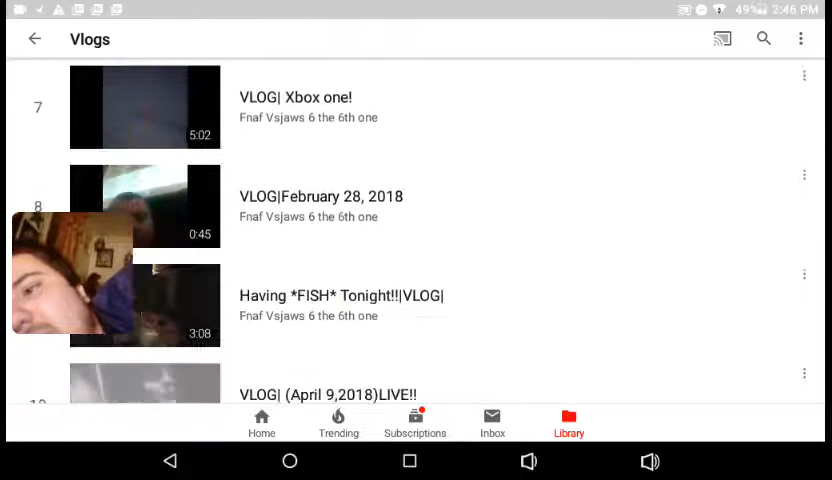 49% 2:46 PM
Vlogs
7
5:02
VLOG| Xbox one!
Fnaf Vsjaws 6 the 6th one
8
0:45
VLOG|February 28, 2018
Fnaf Vsjaws 6 the 6th one
3:08
Having *FISH* Tonight!!|VLOG|
Fnaf Vsjaws 6 the 6th one
VLOG| (April 9,2018)LIVE!!
Home Trending Subscriptions Inbox Library